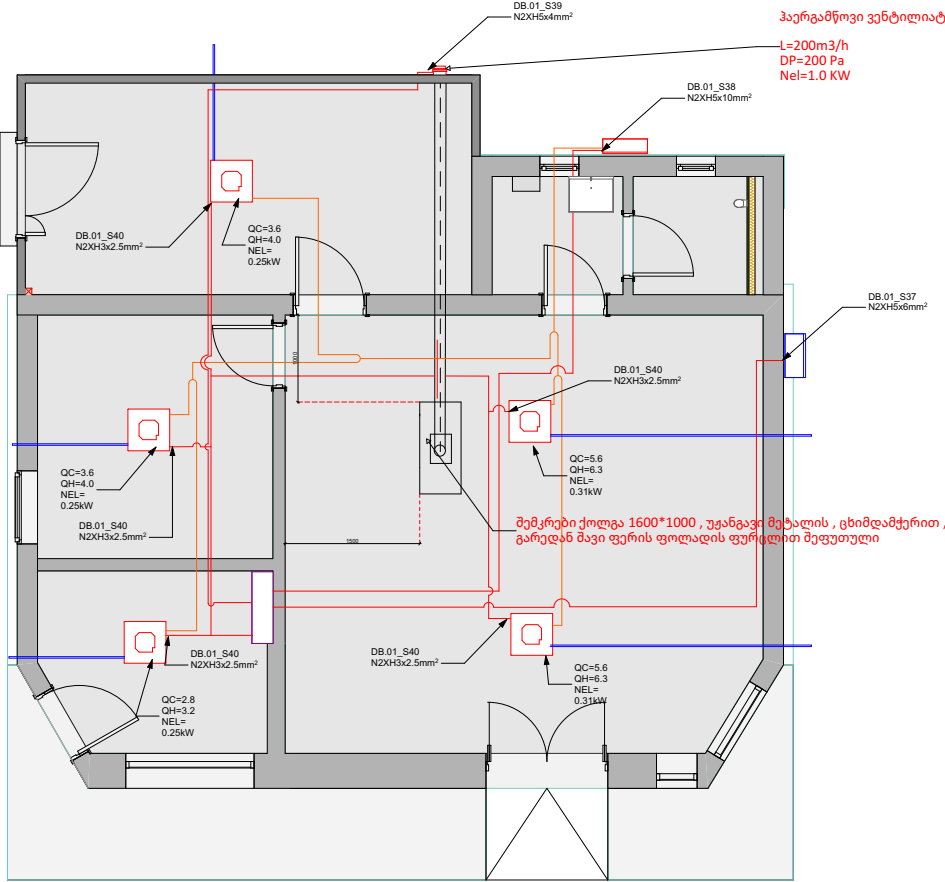 DB.01_S39
N2XH5x4mm²
ჰაერგამწოვი ვენტილიატ
L=200m3/h
DP=200 Pa
Nel=1.0 KW
DB.01_S38
N2XH5x10mm²
DB.01_S40
N2XH3x2.5mm²
QC=3.6
QH=4.0
NEL=
0.25kW
DB.01_S37
N2XH5x6mm²
1000
DB.01_S40
N2XH3x2.5mm²
QC=3.6
QH=4.0
NEL=
0.25kW
QC=5.6
QH=6.3
NEL=
0.31kW
DB.01_S40
N2XH3x2.5mm²
შემკრები ქოლგა 1600*1000 , უჟანგავი მეტალის , ცხიმდამჭერით ,
გარედან შავი ფერის ფოლადის ფურცლით შეფუთული
1500
DB.01_S40
N2XH3x2.5mm²
DB.01_S40
N2XH3x2.5mm²
QC=5.6
QH=6.3
NEL=
0.31kW
QC=2.8
QH=3.2
NEL=
0.25kW